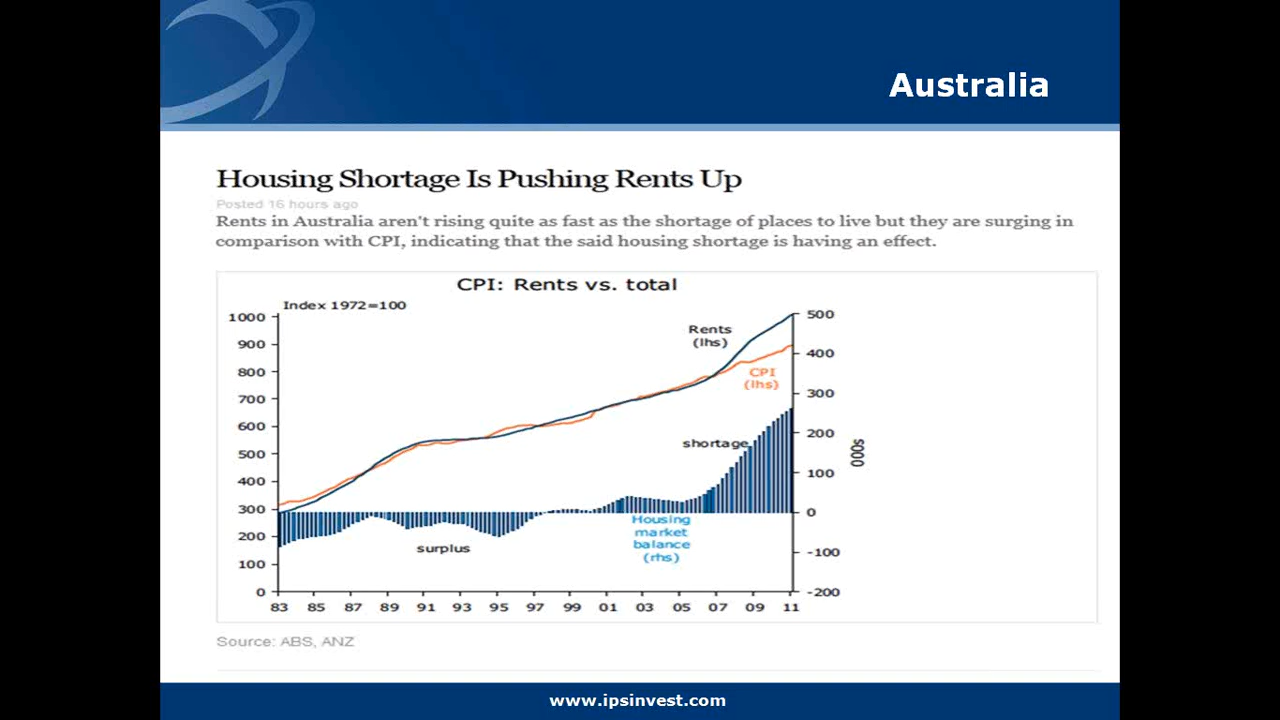 Australia
Housing Shortage Is Pushing Rents Up
Posted 16 hours ago
Rents in Australia aren't rising quite as fast as the shortage of places to live but they are surging in
comparison with CPI, indicating that the said housing shortage is having an effect.
CPI: Rents vs. total
Index 1972=100
1000
900
800
700
600
500
400
300
200
100
0
Rents
(lhs)
CPI
(lhs)
shortage
surplus
Housing
market
balance
(rhs)
500
400
300
200
100
0
-100
-200
000s
83 85 87 89 91 93 95 97 99 01 03 05 07 09 11
Source: ABS, ANZ
www.ipsinvest.com